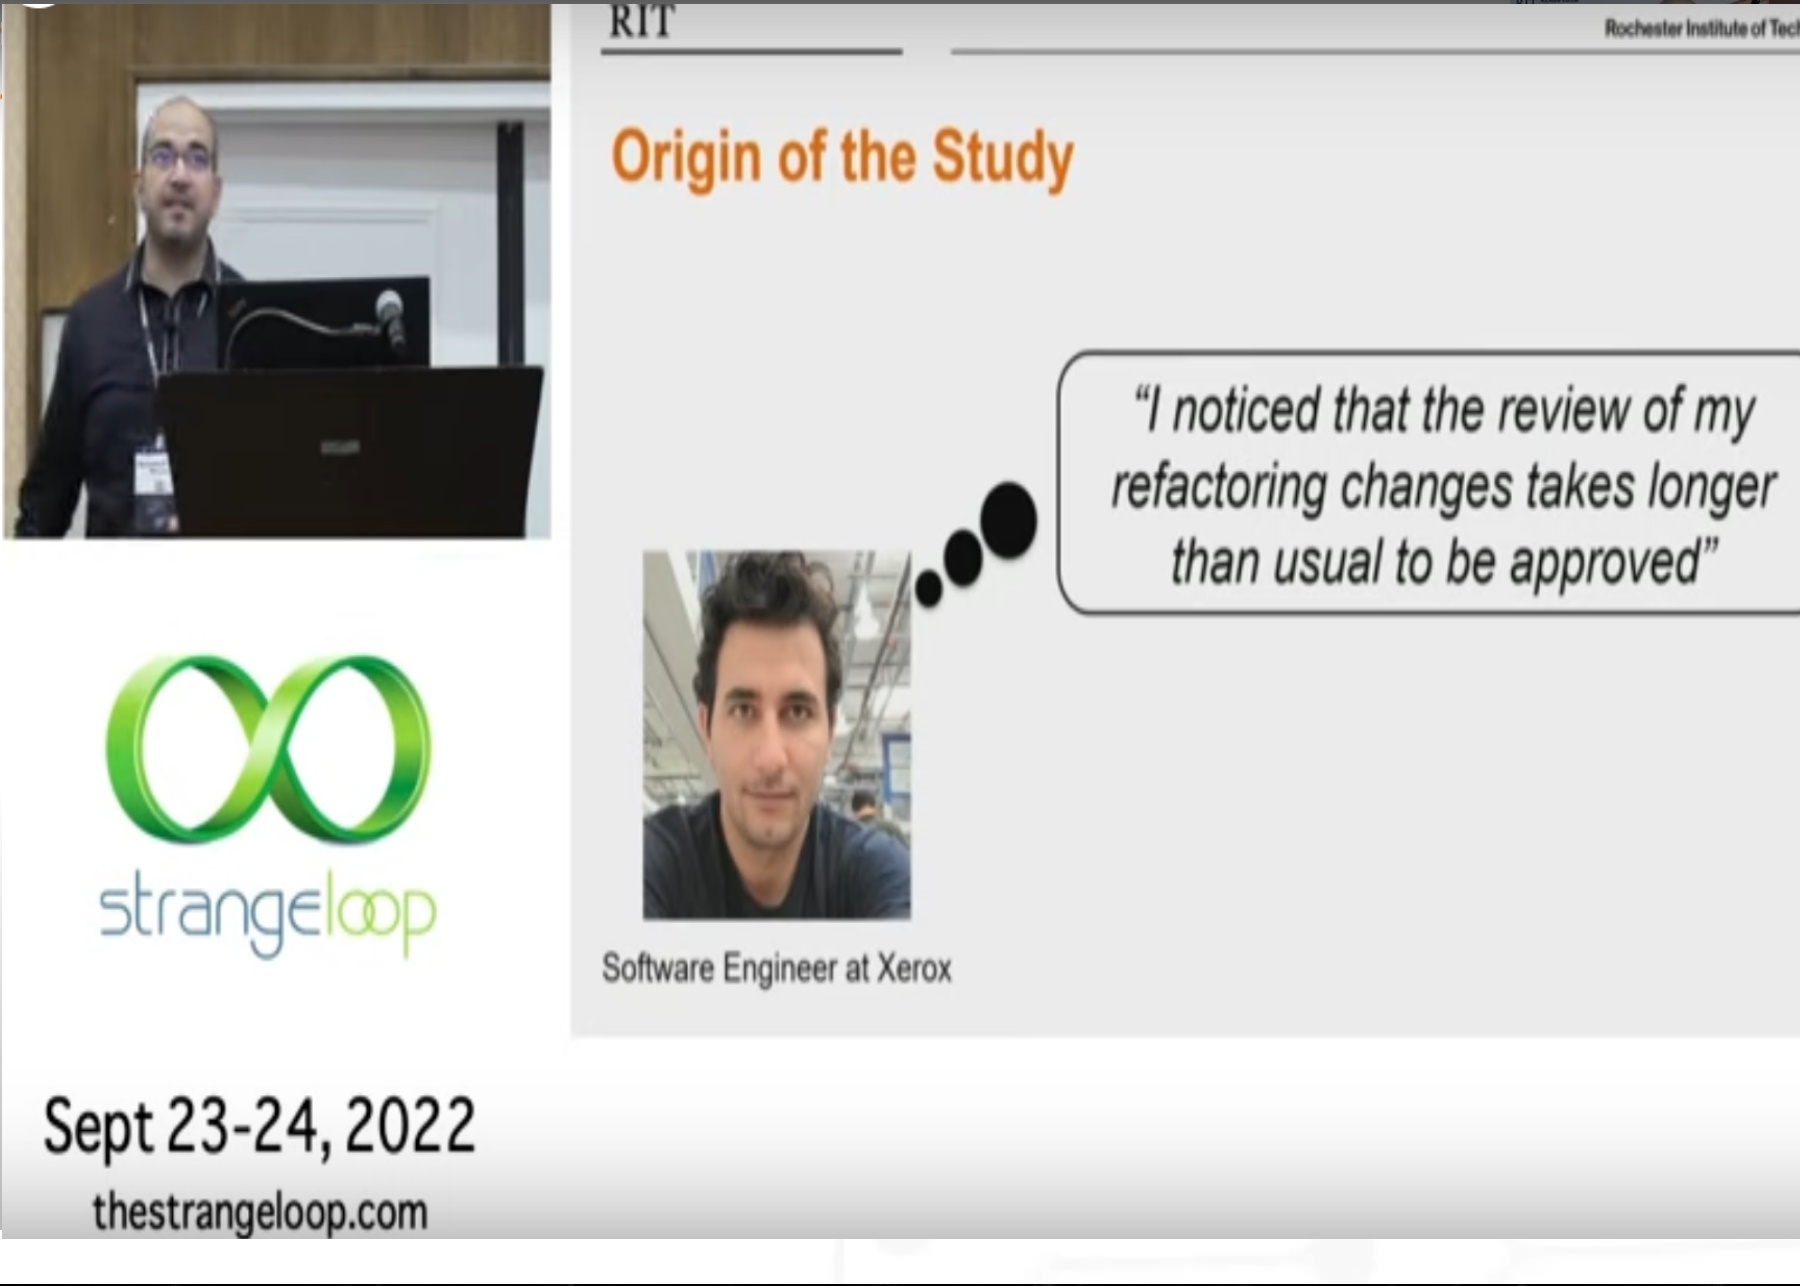 RIT
Rochester Institute of Tech
Origin of the Study
“I noticed that the review of my
refactoring changes takes longer
than usual to be approved”
Software Engineer at Xerox
strangeloop
Sept 23-24, 2022
thestrangeloop.com